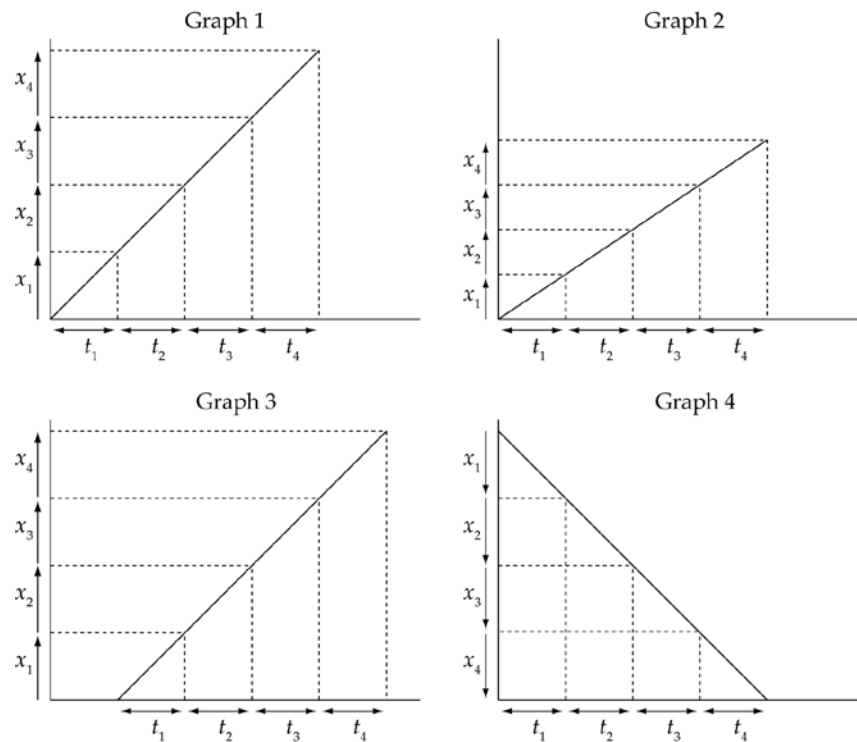 Graph 1
x4
x3
x2
x1
t1 t2 t3 t4
Graph 2
x4
x3
x2
x1
t1 t2 t3 t4
Graph 3
x4
x3
x2
x1
t1 t2 t3 t4
Graph 4
x1
x2
x3
x4
t1 t2 t3 t4